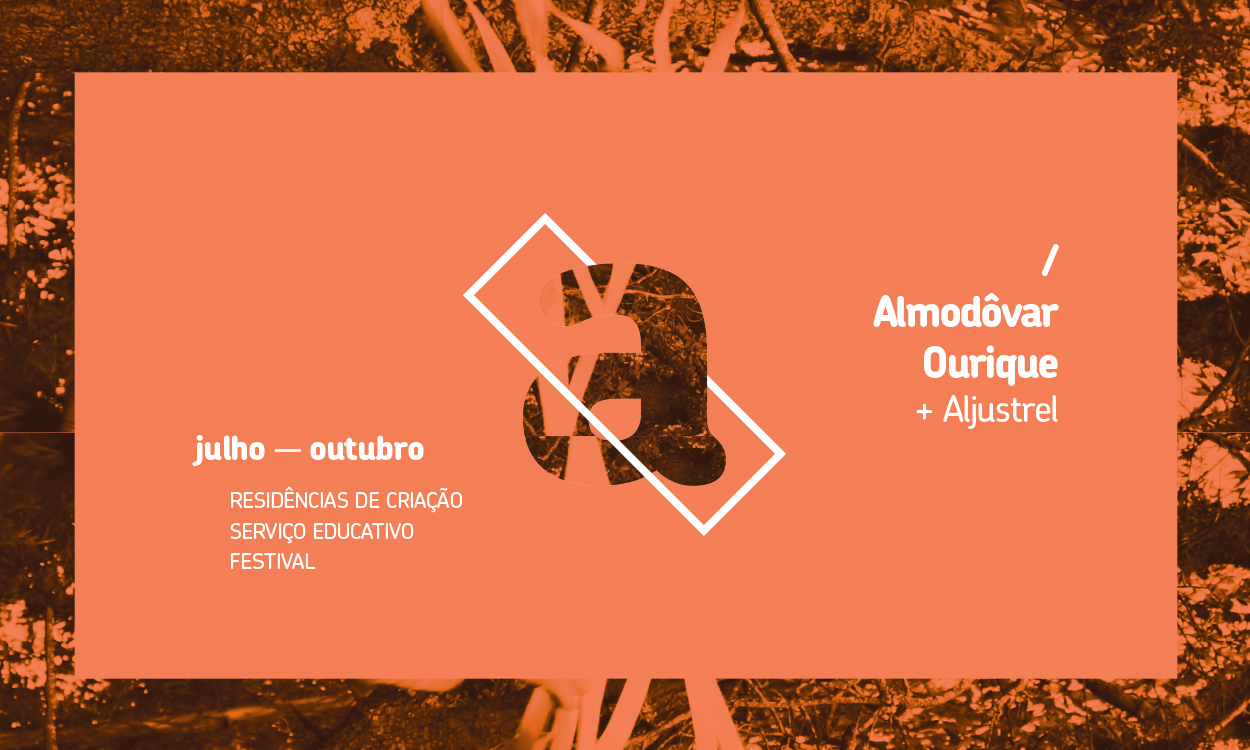 a
julho — outubro
RESIDÊNCIAS DE CRIAÇÃO
SERVIÇO EDUCATIVO
FESTIVAL
/
Almodôvar
Ourique
+ Aljustrel